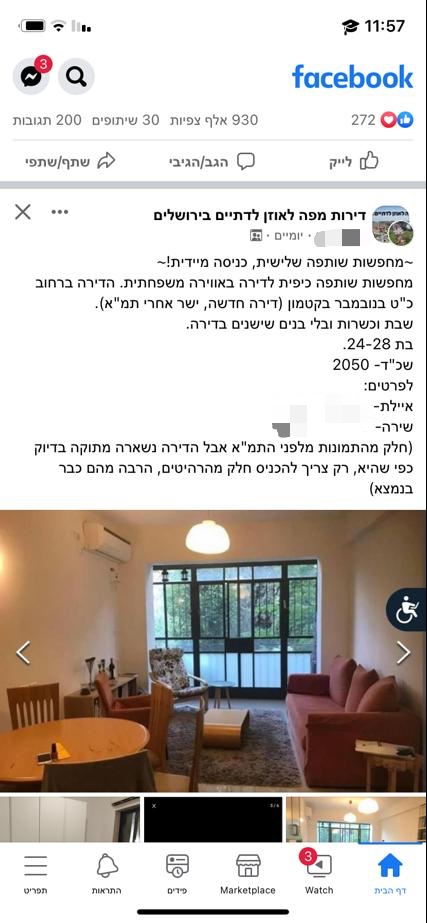 11:57
facebook
3
272
200 תגובות 30 שיתופים 930 אלף צפיות
לייק
הגב/הגיבי
שתף/שתפי
דירות מפה לאוזן לדתיים בירושלים
יומיים ·
~מחפשות שותפה שלישית, כניסה מיידית!~
מחפשות שותפה כיפית לדירה באווירה משפחתית. הדירה ברחוב
כ"ט בנובמבר בקטמון (דירה חדשה, ישר אחרי תמ"א).
שבת וכשרות ובלי בנים שישנים בדירה.
בת 24-28.
שכ"ד- 2050
לפרטים:
איילת-
שירה-
(חלק מהתמונות מלפני התמ"א אבל הדירה נשארה מתוקה בדיוק
כפי שהיא, רק צריך להכניס חלק מהרהיטים, הרבה מהם כבר
בנמצא)
x
3/6
דף הבית
3
Watch
Marketplace
פידים
התראות
תפריט